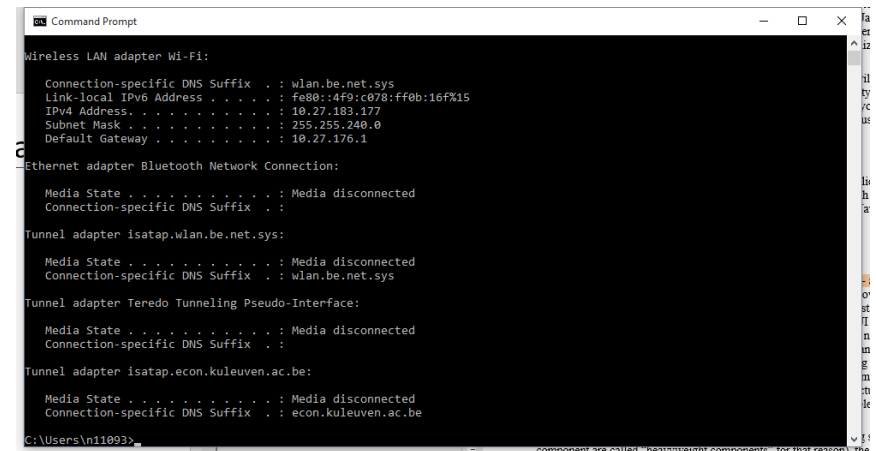 Command Prompt
Wireless LAN adapter Wi-Fi:
Connection-specific DNS Suffix  . : wlan.be.net.sys
Link-local IPv6 Address . . . . . : fe80::4f9:c078:ff0b:16f%15
IPv4 Address. . . . . . . . . . . : 10.27.183.177
Subnet Mask . . . . . . . . . . . : 255.255.240.0
Default Gateway . . . . . . . . . : 10.27.176.1
Ethernet adapter Bluetooth Network Connection:
Media State . . . . . . . . . . . : Media disconnected
Connection-specific DNS Suffix  . :
Tunnel adapter isatap.wlan.be.net.sys:
Media State . . . . . . . . . . . : Media disconnected
Connection-specific DNS Suffix  . : wlan.be.net.sys
Tunnel adapter Teredo Tunneling Pseudo-Interface:
Media State . . . . . . . . . . . : Media disconnected
Connection-specific DNS Suffix  . :
Tunnel adapter isatap.econ.kuleuven.ac.be:
Media State . . . . . . . . . . . : Media disconnected
Connection-specific DNS Suffix  . : econ.kuleuven.ac.be
C:\Users\n11093>_